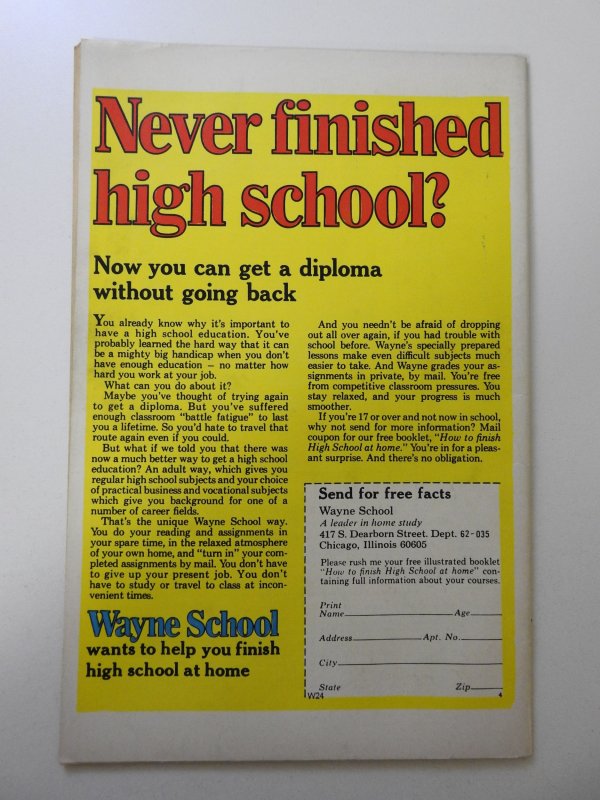 Never finished
high school?
Now you can get a diploma
without going back
You already know why it's important to
have a high school education. You've
probably learned the hard way that it can
be a mighty big handicap when you don't
have enough education – no matter how
hard you work at your job.
What can you do about it?
Maybe you've thought of trying again
to get a diploma. But you've suffered
enough classroom "battle fatigue" to last
you a lifetime. So you'd hate to travel that
route again even if you could.
But what if we told you that there was
now a much better way to get a high school
education? An adult way, which gives you
regular high school subjects and your choice
of practical business and vocational subjects
which give you background for one of a
number of career fields.
That's the unique Wayne School way.
You do your reading and assignments in
your spare time, in the relaxed atmosphere
of your own home, and "turn in" your com-
pleted assignments by mail. You don't have
to give up your present job. You don't
have to study or travel to class at incon-
venient times.
Wayne School
wants to help you finish
high school at home
And you needn't be afraid of dropping
out all over again, if you had trouble with
school before. Wayne's specially prepared
lessons make even difficult subjects much
easier to take. And Wayne grades your as-
signments in private, by mail. You're free
from competitive classroom pressures. You
stay relaxed, and your progress is much
smoother.
If you're 17 or over and not now in school,
why not send for more information? Mail
coupon for our free booklet, "How to finish
High School at home." You're in for a pleas-
ant surprise. And there's no obligation.
Send for free facts
Wayne School
A leader in home study
417 S. Dearborn Street. Dept. 62-035
Chicago, Illinois 60605
Please rush me your free illustrated booklet
"How to finish High School at home" con-
taining full information about your courses.
Print
Name Age
Address Apt. No.
City
State Zip
W24 4